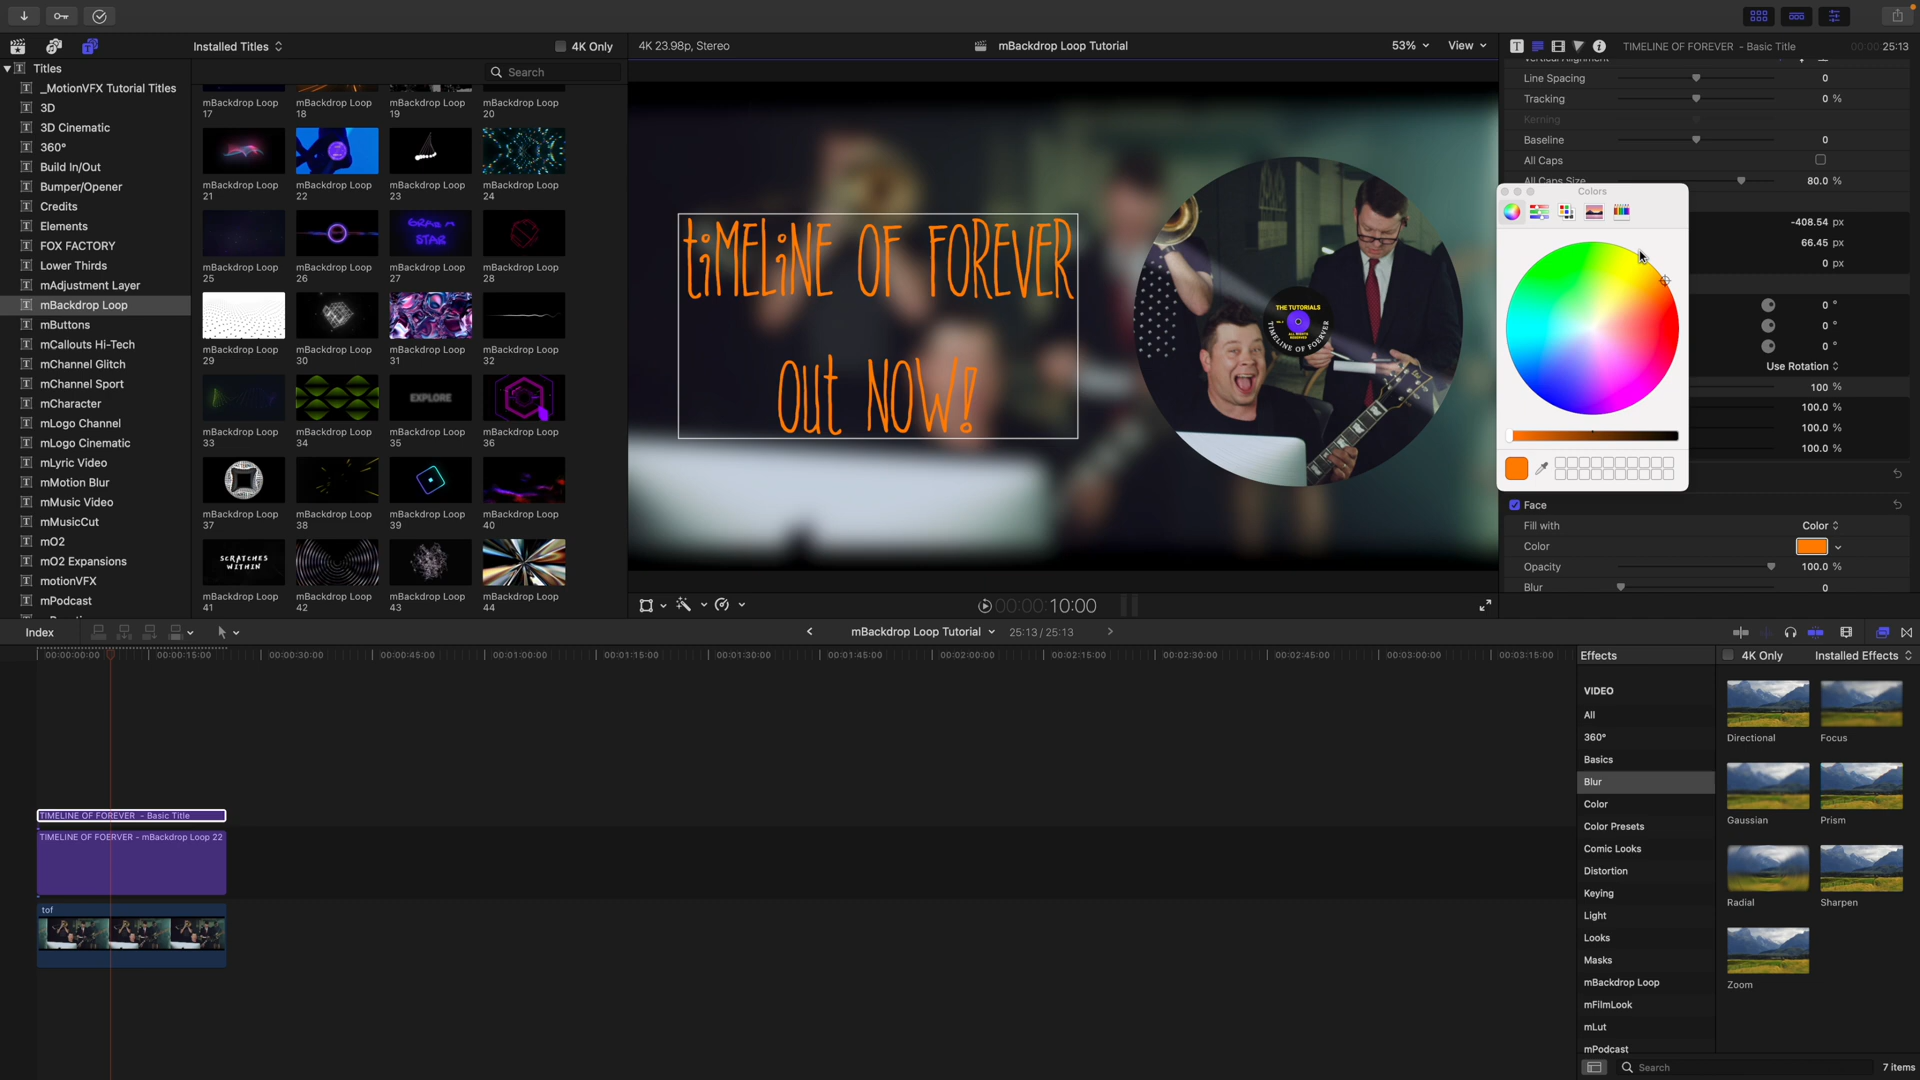 Installed Titles
4K Only
4K 23.98p, Stereo
mBackdrop Loop Tutorial
53%
View
TIMELINE OF FOREVER - Basic Title
00:00 25:13
Search
Titles
_MotionVFX Tutorial Titles
3D
3D Cinematic
360°
Build In/Out
Bumper/Opener
Credits
Elements
FOX FACTORY
Lower Thirds
mAdjustment Layer
mBackdrop Loop
mButtons
mCallouts Hi-Tech
mChannel Glitch
mChannel Sport
mCharacter
mLogo Channel
mLogo Cinematic
mLyric Video
mMotion Blur
mMusic Video
mMusicCut
mO2
mO2 Expansions
motionVFX
mPodcast
mBackdrop Loop 17
mBackdrop Loop 18
mBackdrop Loop 19
mBackdrop Loop 20
mBackdrop Loop 21
mBackdrop Loop 22
mBackdrop Loop 23
mBackdrop Loop 24
mBackdrop Loop 25
mBackdrop Loop 26
mBackdrop Loop 27
mBackdrop Loop 28
mBackdrop Loop 29
mBackdrop Loop 30
mBackdrop Loop 31
mBackdrop Loop 32
mBackdrop Loop 33
mBackdrop Loop 34
EXPLORE
mBackdrop Loop 35
mBackdrop Loop 36
mBackdrop Loop 37
mBackdrop Loop 38
mBackdrop Loop 39
mBackdrop Loop 40
SCRATCHES
WITHIN
mBackdrop Loop 41
mBackdrop Loop 42
mBackdrop Loop 43
mBackdrop Loop 44
tiMELiNE OF FOREVER
Out NOW!
THE TUTORIALS
ALL RIGHTS
RESERVED
TIMELINE OF FOERVER
00:00:00:10:00
Vertical Alignment
Line Spacing 0
Tracking 0 %
Kerning
Baseline 0
All Caps
All Caps Size 80.0 %
Colors
-408.54 px
66.45 px
0 px
0 °
0 °
0 °
Use Rotation
100 %
100.0 %
100.0 %
100.0 %
Face
Fill with Color
Color
Opacity 100.0 %
Blur 0
Index
mBackdrop Loop Tutorial
25:13 / 25:13
00:00:00:00
00:00:15:00
00:00:30:00
00:00:45:00
00:01:00:00
00:01:15:00
00:01:30:00
00:01:45:00
00:02:00:00
00:02:15:00
00:02:30:00
00:02:45:00
00:03:00:00
00:03:15:00
TIMELINE OF FOREVER - Basic Title
TIMELINE OF FOERVER - mBackdrop Loop 22
tof
Effects
4K Only
Installed Effects
VIDEO
All
360°
Basics
Blur
Color
Color Presets
Comic Looks
Distortion
Keying
Light
Looks
Masks
mBackdrop Loop
mFilmLook
mLut
mPodcast
Directional
Focus
Gaussian
Prism
Radial
Sharpen
Zoom
Search
7 items